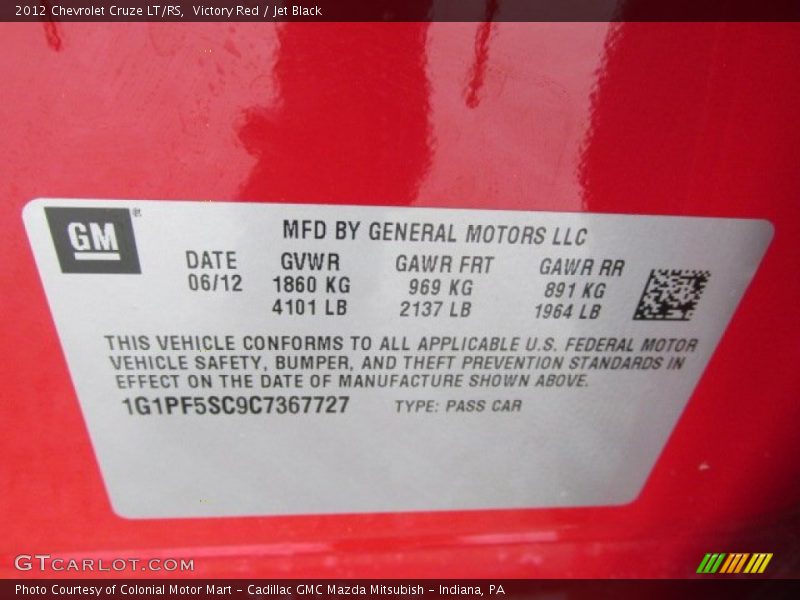 2012 Chevrolet Cruze LT/RS, Victory Red / Jet Black
GM®
MFD BY GENERAL MOTORS LLC
DATE GVWR GAWR FRT GAWR RR
06/12 1860 KG 969 KG 891 KG
4101 LB 2137 LB 1964 LB
THIS VEHICLE CONFORMS TO ALL APPLICABLE U.S. FEDERAL MOTOR
VEHICLE SAFETY, BUMPER, AND THEFT PREVENTION STANDARDS IN
EFFECT ON THE DATE OF MANUFACTURE SHOWN ABOVE.
1G1PF5SC9C7367727 TYPE: PASS CAR
GTCARLOT.COM
Photo Courtesy of Colonial Motor Mart - Cadillac GMC Mazda Mitsubish - Indiana, PA